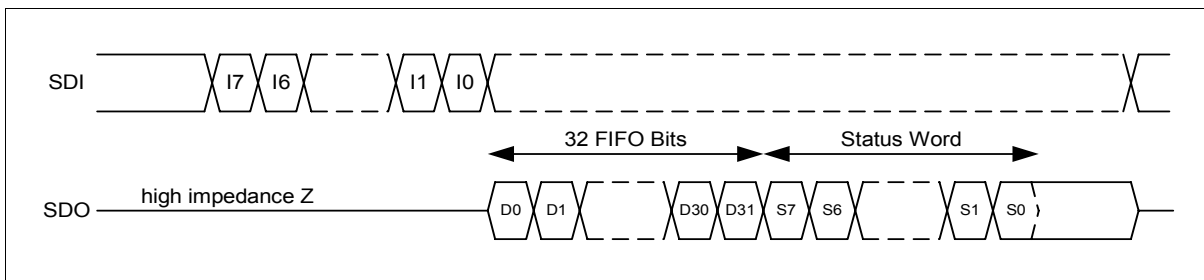 SDI I7 I6 I1 I0
32 FIFO Bits Status Word
high impedance Z
SDO D0 D1 D30 D31 S7 S6 S1 S0